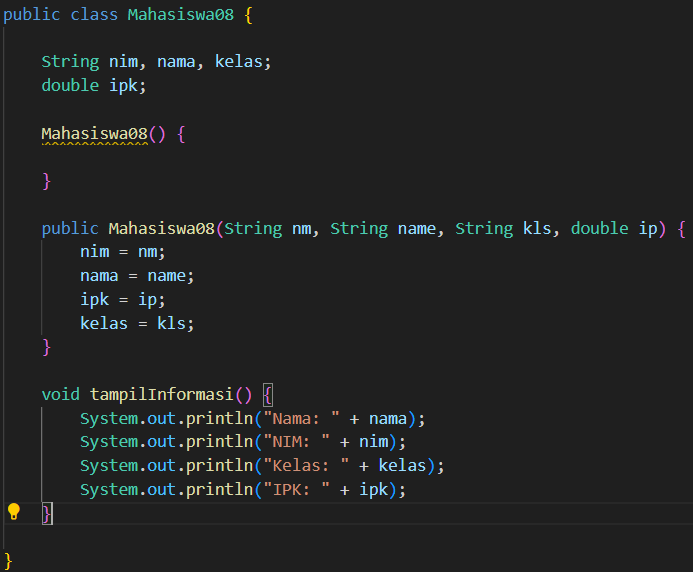 public class Mahasiswa08 {
String nim, nama, kelas;
double ipk;
Mahasiswa08() {
}
public Mahasiswa08(String nm, String name, String kls, double ip) {
nim = nm;
nama = name;
ipk = ip;
kelas = kls;
}
void tampilInformasi() {
System.out.println("Nama: " + nama);
System.out.println("NIM: " + nim);
System.out.println("Kelas: " + kelas);
System.out.println("IPK: " + ipk);
}
}